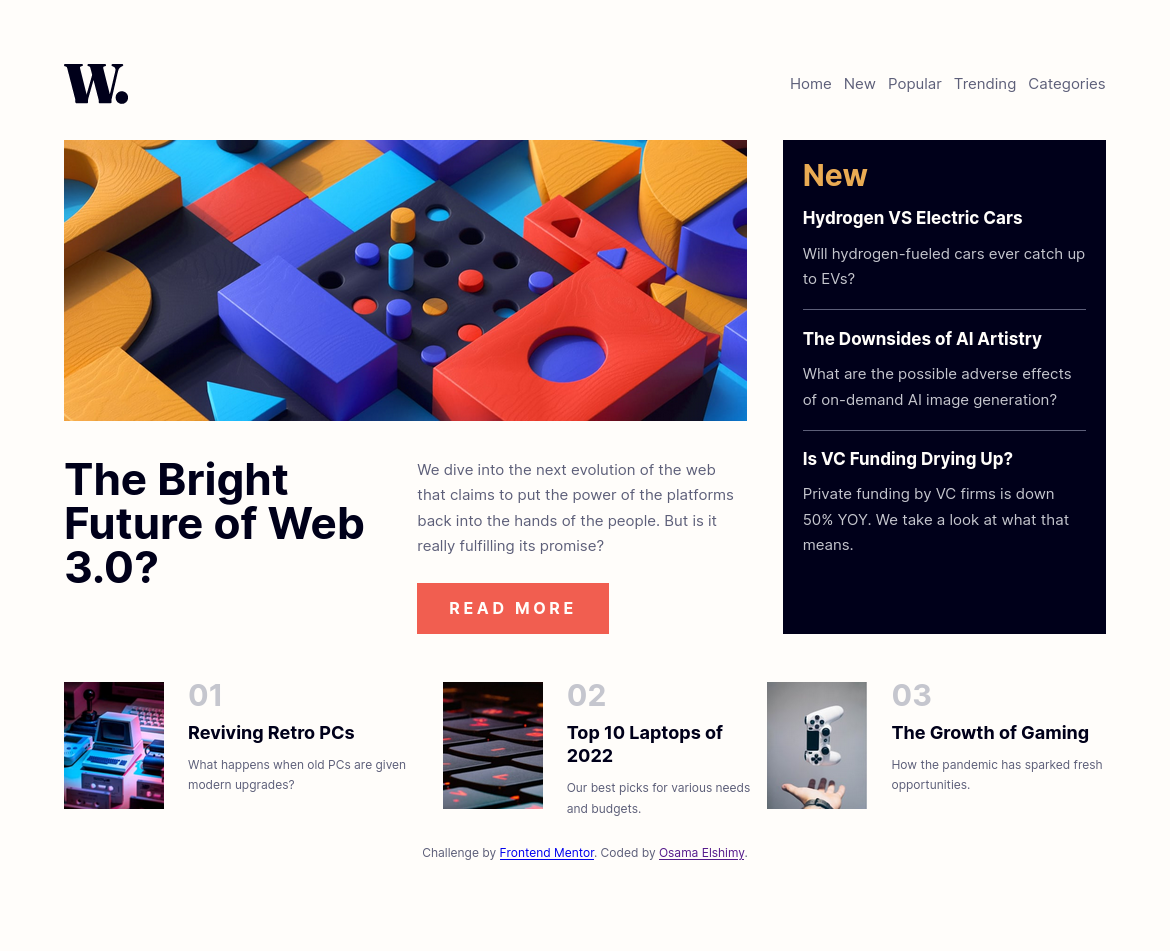 W.
Home New Popular Trending Categories
New
Hydrogen VS Electric Cars
Will hydrogen-fueled cars ever catch up
to EVs?
The Downsides of AI Artistry
What are the possible adverse effects
of on-demand AI image generation?
Is VC Funding Drying Up?
Private funding by VC firms is down
50% YOY. We take a look at what that
means.
The Bright
Future of Web
3.0?
We dive into the next evolution of the web
that claims to put the power of the platforms
back into the hands of the people. But is it
really fulfilling its promise?
READ MORE
01
Reviving Retro PCs
What happens when old PCs are given
modern upgrades?
02
Top 10 Laptops of
2022
Our best picks for various needs
and budgets.
03
The Growth of Gaming
How the pandemic has sparked fresh
opportunities.
Challenge by Frontend Mentor. Coded by Osama Elshimy.